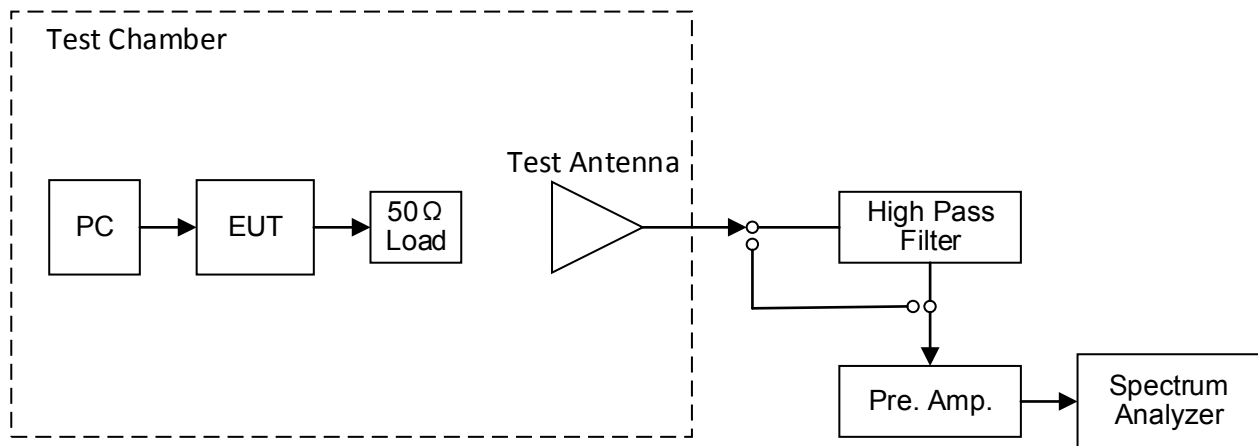 Test Chamber
Test Antenna
PC
EUT
50Ω
Load
High Pass
Filter
Pre. Amp.
Spectrum
Analyzer